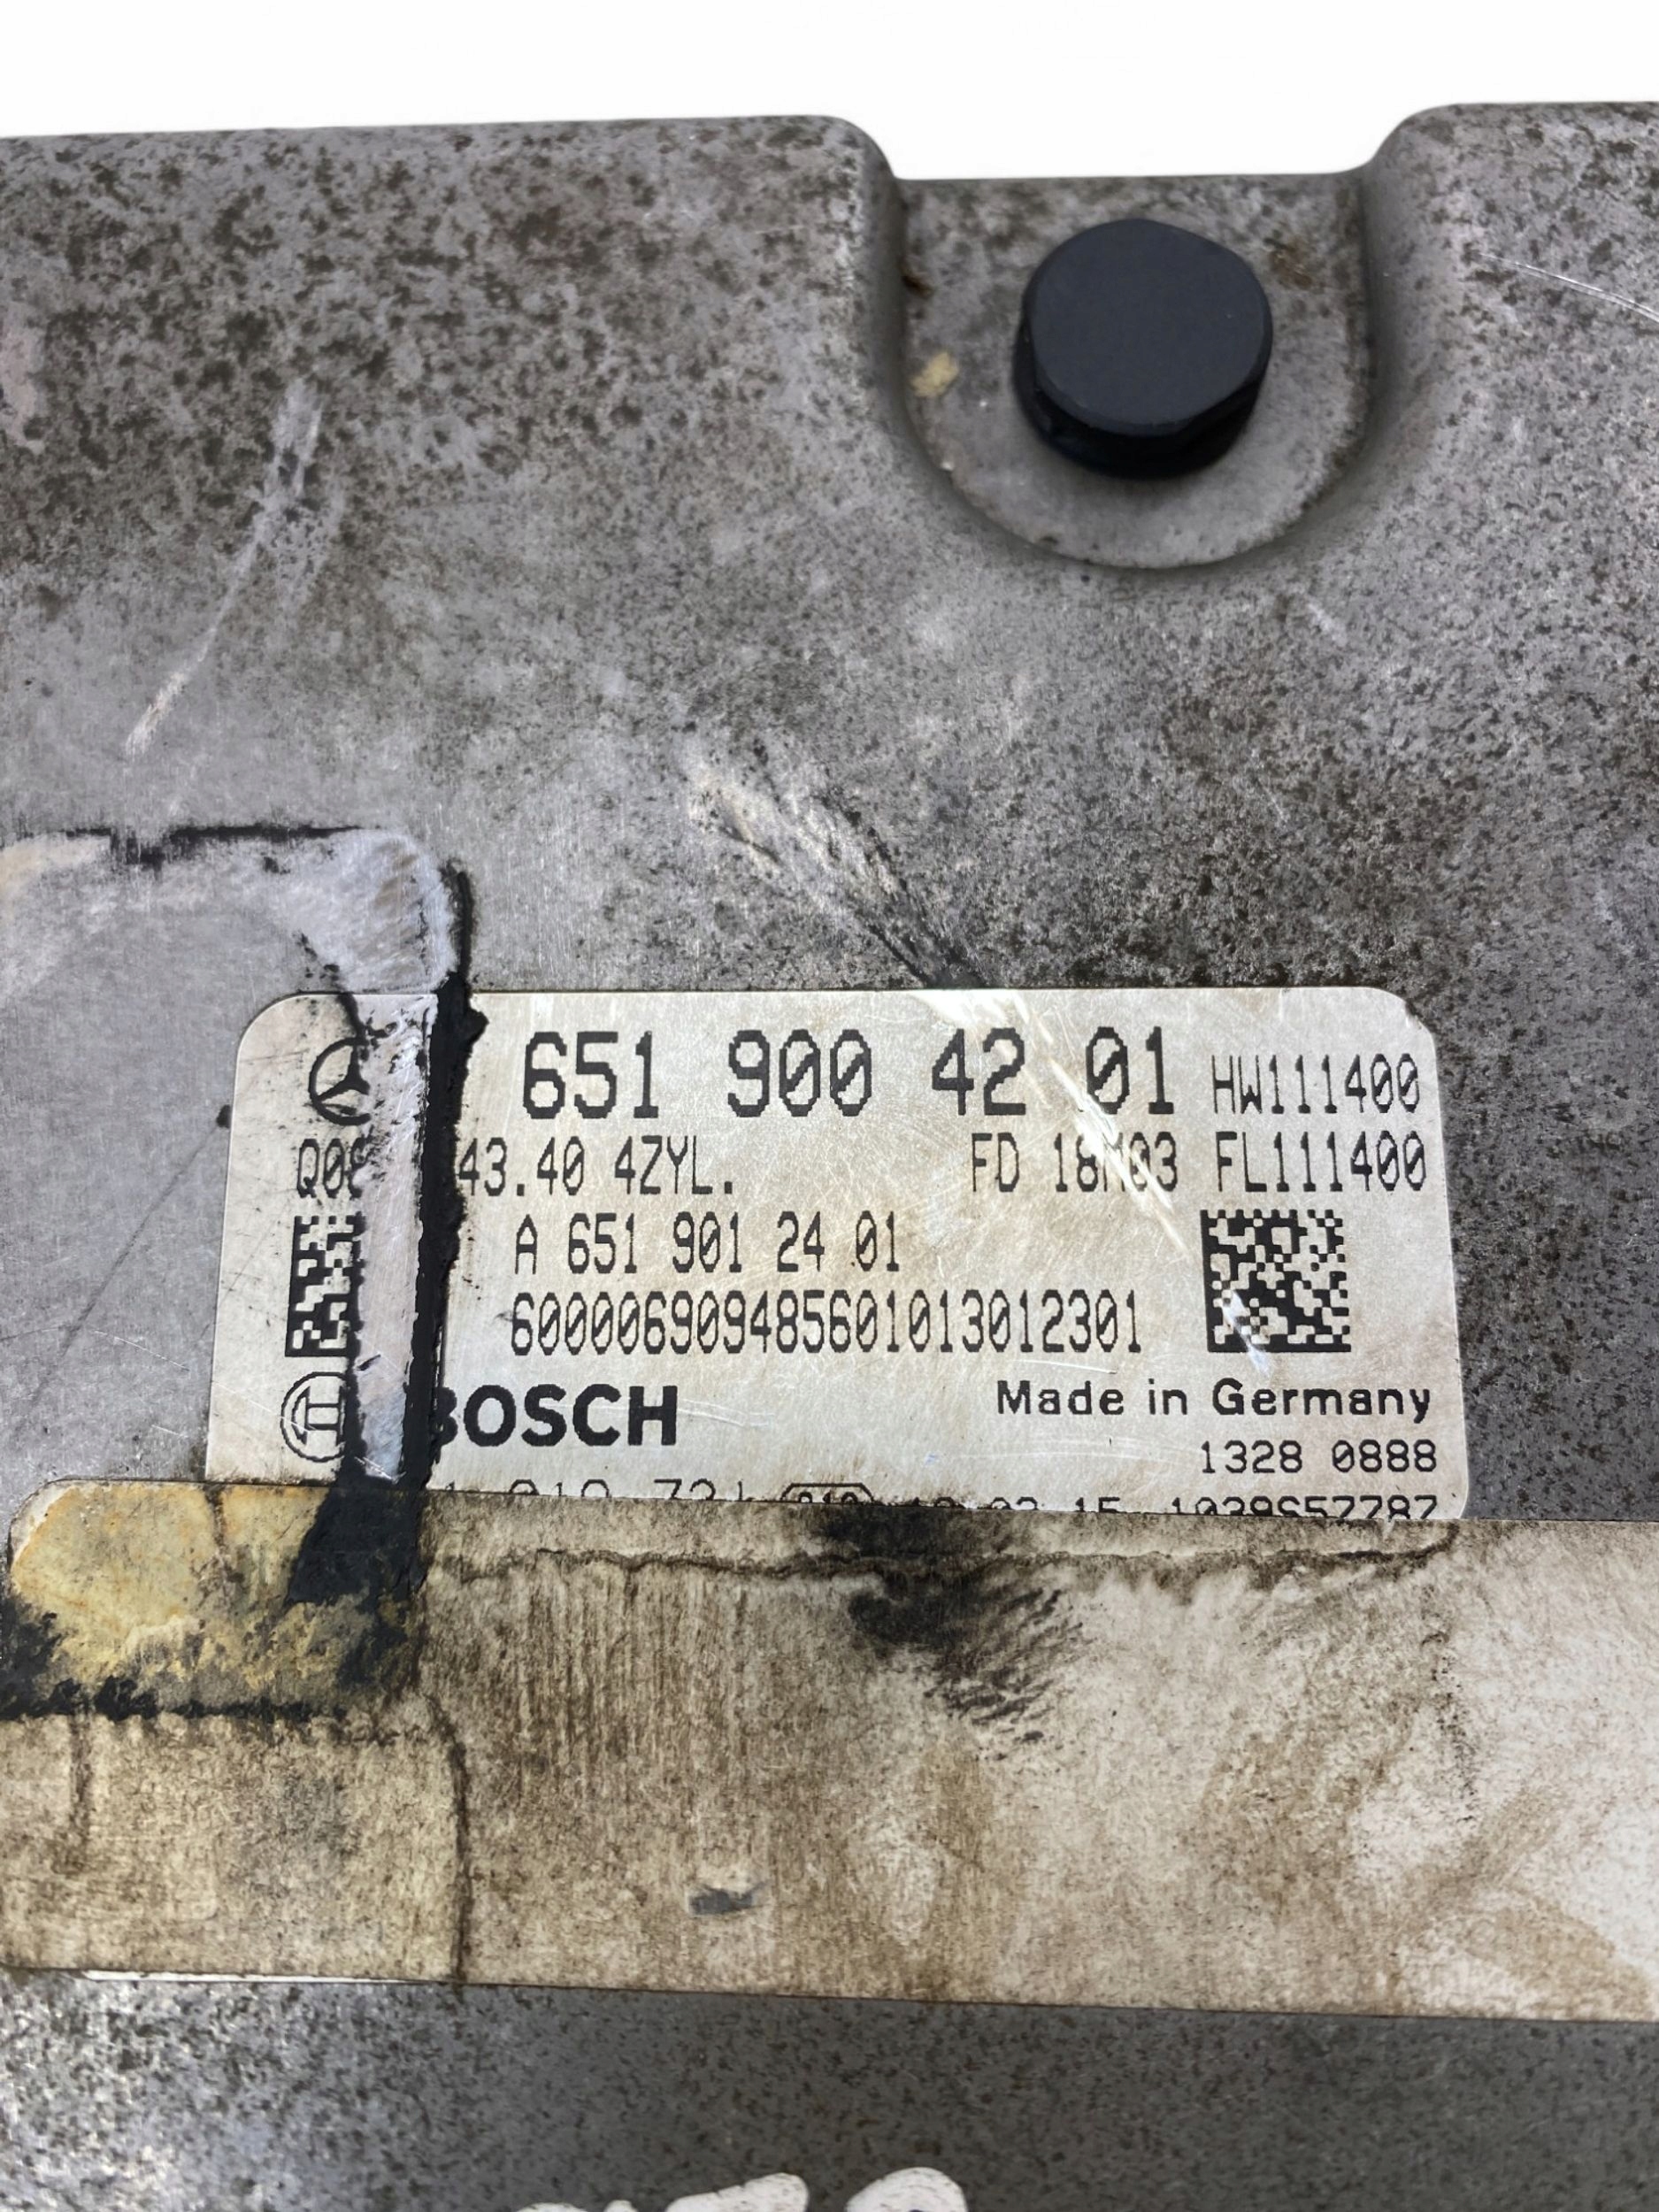 651 900 42 01 HW111400
43.40 4ZYL. FD 18M03 FL111400
A 651 901 24 01
600006909485601013012301
BOSCH Made in Germany
1328 0888